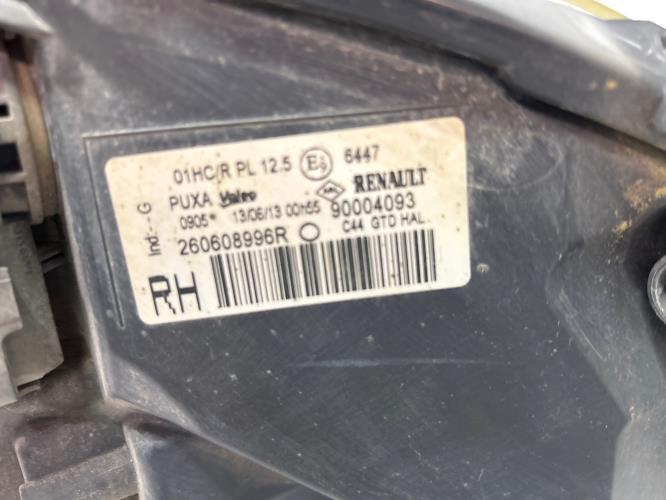 01HC/R PL 12.5 E9 6447
PUXA Valeo RENAULT
0905* 13/06/13 00h55 90004093
260608996R C44 GTD HAL
RH
Ind.--G